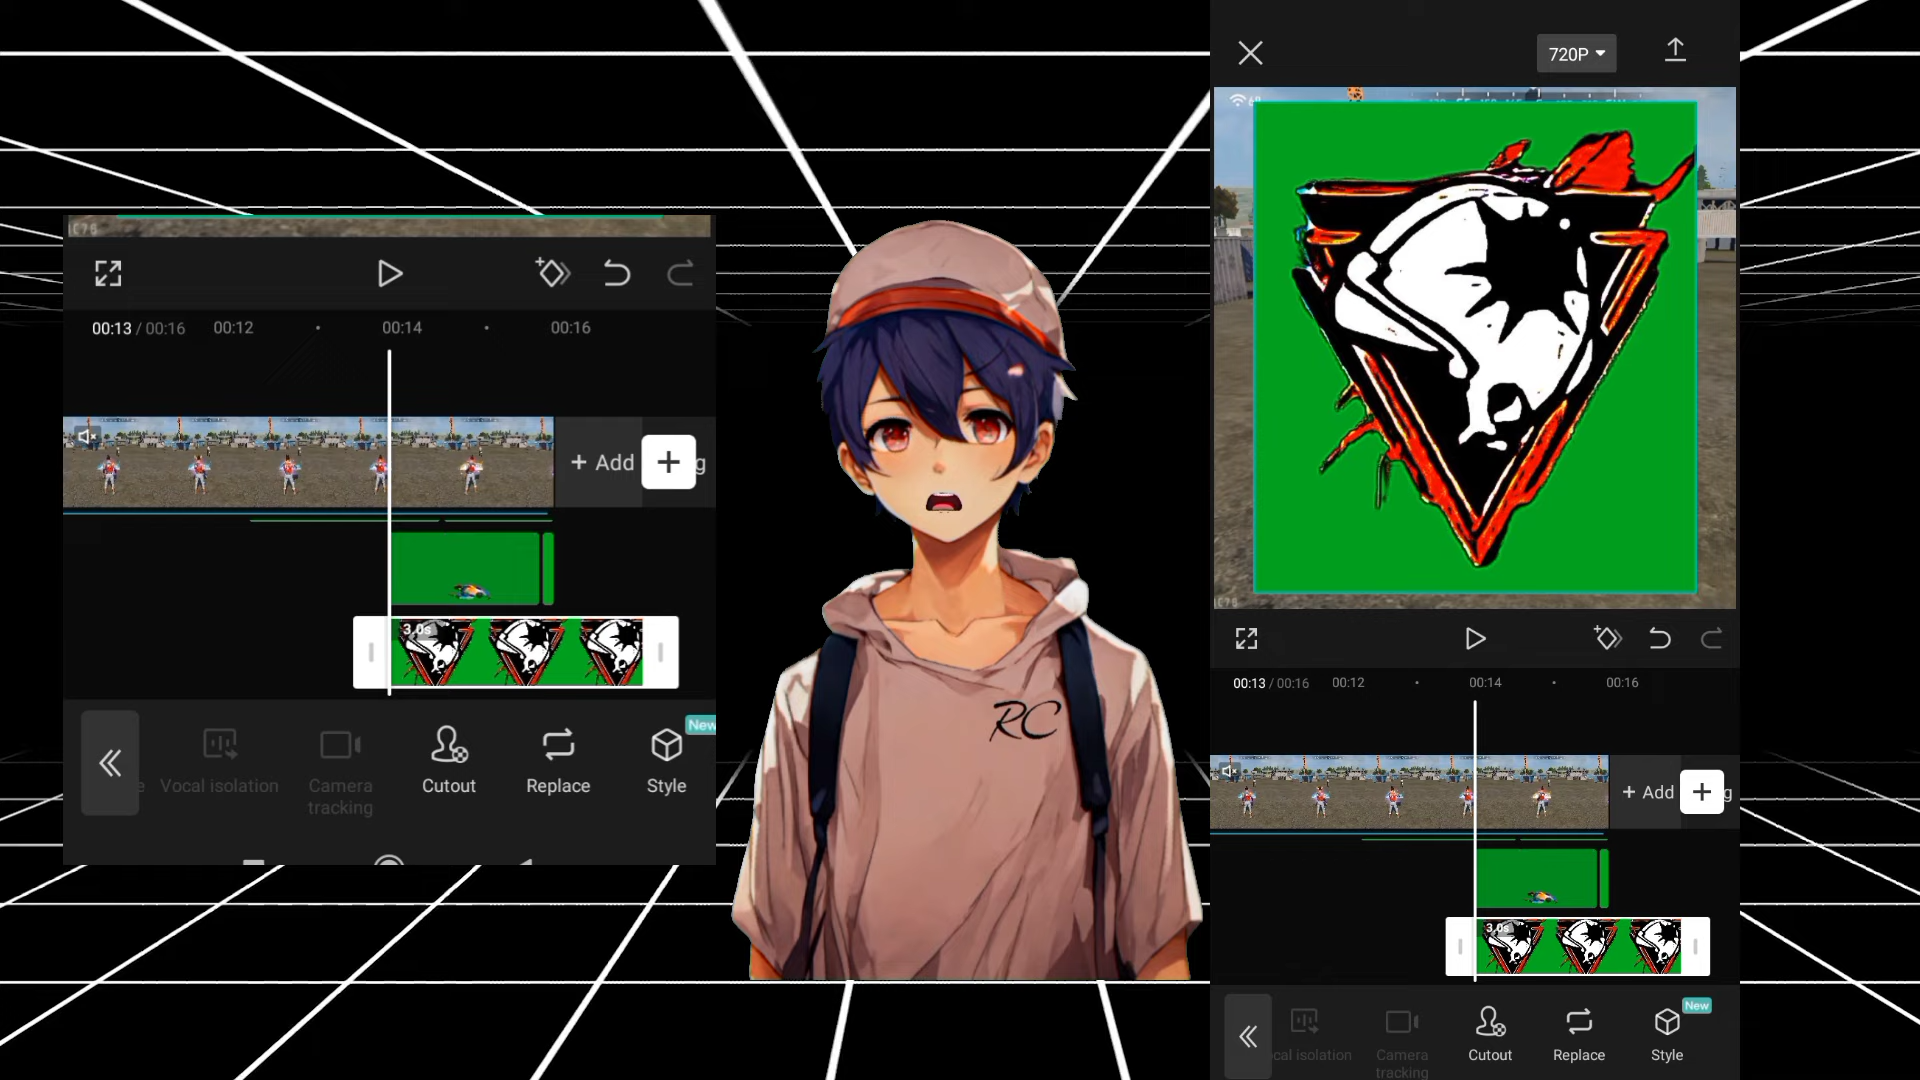 00:13 / 00:16 00:12 00:14 00:16
+ Add
3.0s
New
Vocal isolation
Camera tracking
Cutout
Replace
Style
RC
720P
00:13 / 00:16 00:12 00:14 00:16
+ Add
3.0s
New
cal isolation
Camera tracking
Cutout
Replace
Style